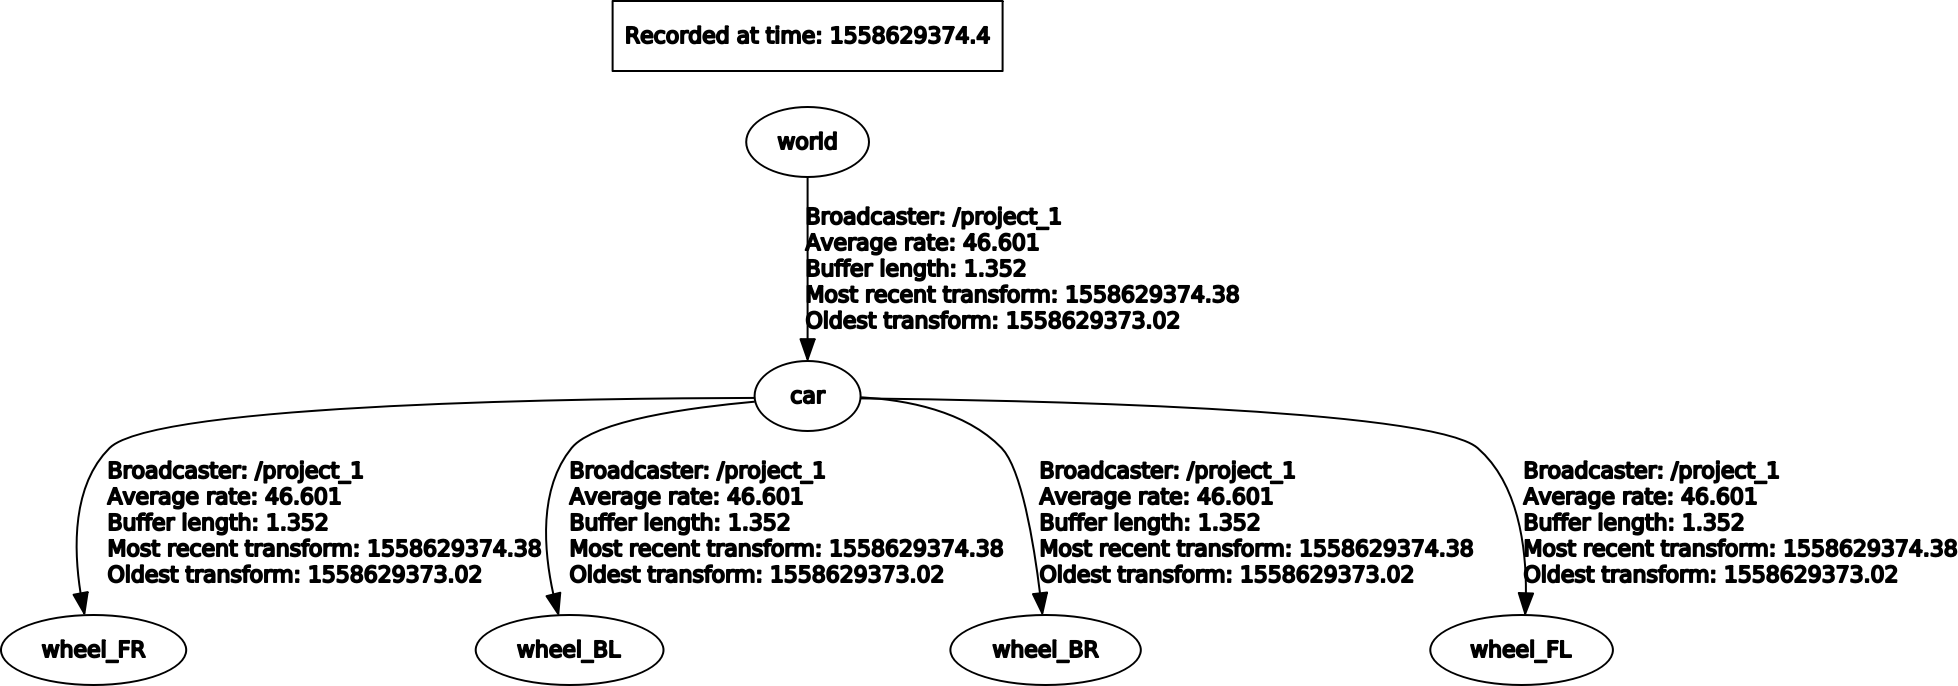 Recorded at time: 1558629374.4
world
Broadcaster: /project_1
Average rate: 46.601
Buffer length: 1.352
Most recent transform: 1558629374.38
Oldest transform: 1558629373.02
car
Broadcaster: /project_1
Average rate: 46.601
Buffer length: 1.352
Most recent transform: 1558629374.38
Oldest transform: 1558629373.02
Broadcaster: /project_1
Average rate: 46.601
Buffer length: 1.352
Most recent transform: 1558629374.38
Oldest transform: 1558629373.02
Broadcaster: /project_1
Average rate: 46.601
Buffer length: 1.352
Most recent transform: 1558629374.38
Oldest transform: 1558629373.02
Broadcaster: /project_1
Average rate: 46.601
Buffer length: 1.352
Most recent transform: 1558629374.38
Oldest transform: 1558629373.02
wheel_FR
wheel_BL
wheel_BR
wheel_FL